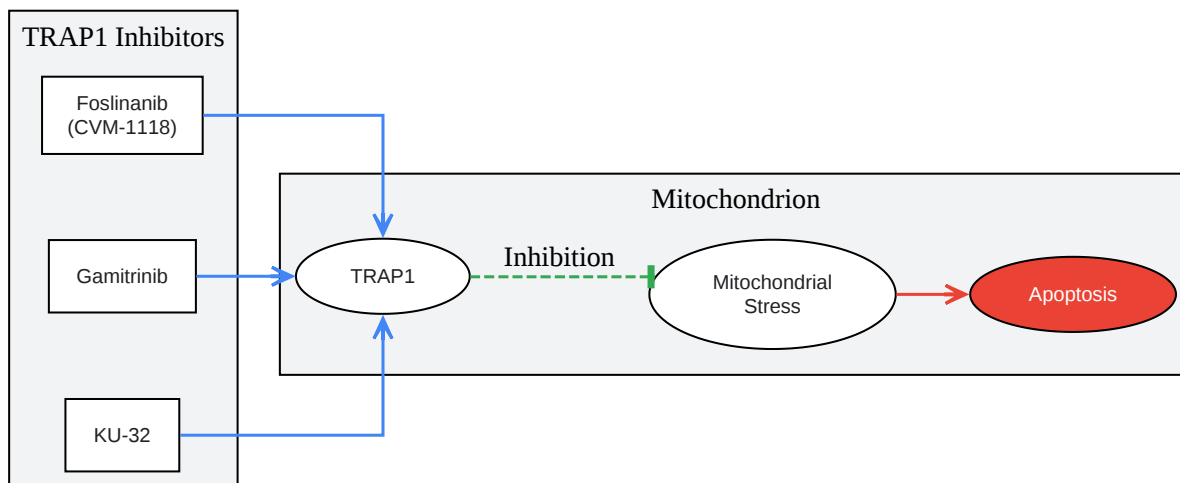 TRAP1 Inhibitors
Foslinanib
(CVM-1118)
Gamitrinib
KU-32
Mitochondrion
TRAP1
Inhibition
Mitochondrial
Stress
Apoptosis